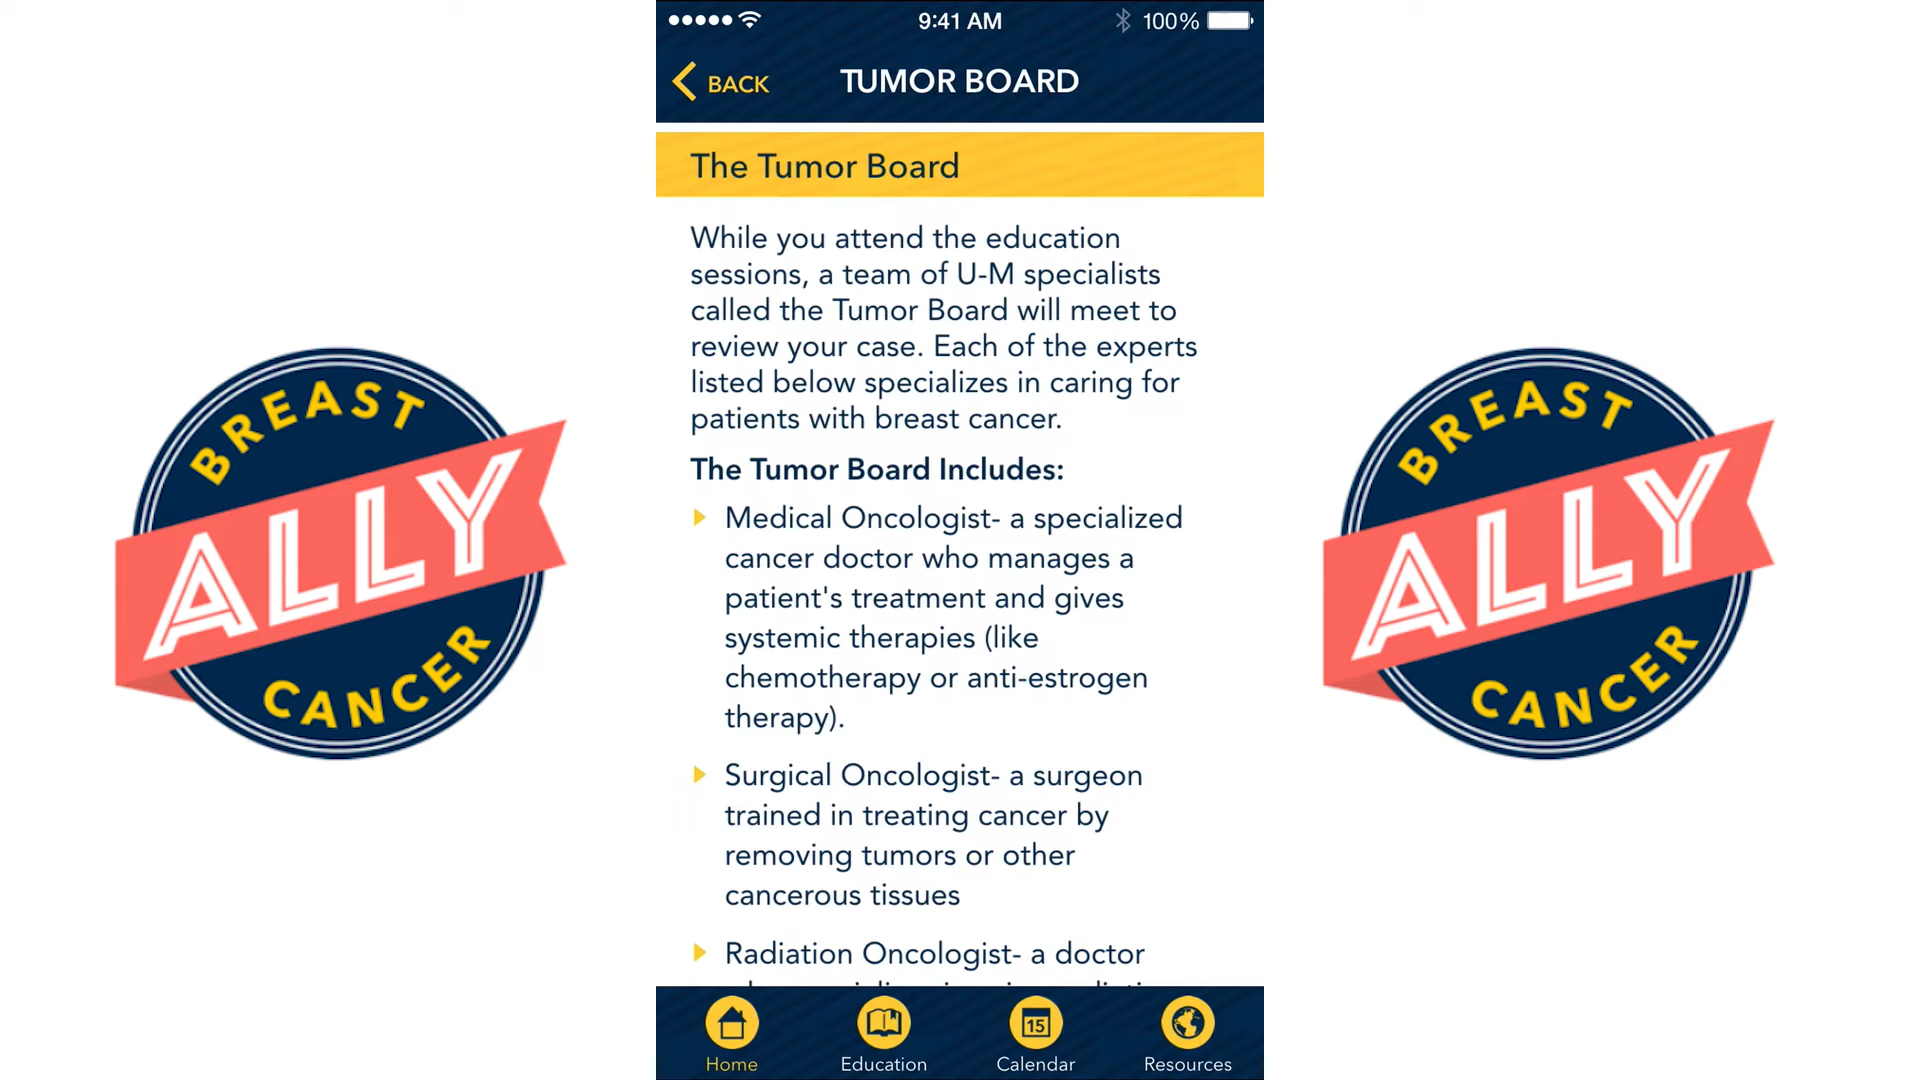 9:41 AM
100%
BACK
TUMOR BOARD
The Tumor Board
While you attend the education
sessions, a team of U-M specialists
called the Tumor Board will meet to
review your case. Each of the experts
listed below specializes in caring for
patients with breast cancer.
The Tumor Board Includes:
Medical Oncologist- a specialized
cancer doctor who manages a
patient's treatment and gives
systemic therapies (like
chemotherapy or anti-estrogen
therapy).
Surgical Oncologist- a surgeon
trained in treating cancer by
removing tumors or other
cancerous tissues
Radiation Oncologist- a doctor
15
Home
Education
Calendar
Resources
BREAST
ALLY
CANCER
BREAST
ALLY
CANCER